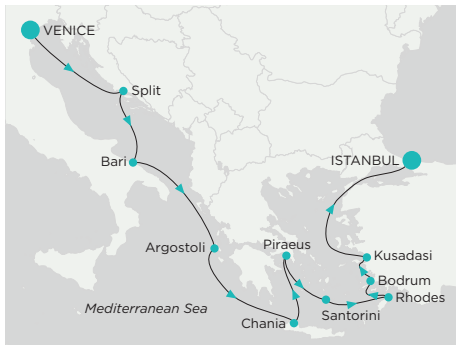 VENICE
Split
Bari
ISTANBUL
Argostoli
Piraeus
Kusadasi
Bodrum
Rhodes
Mediterranean Sea
Santorini
Chania